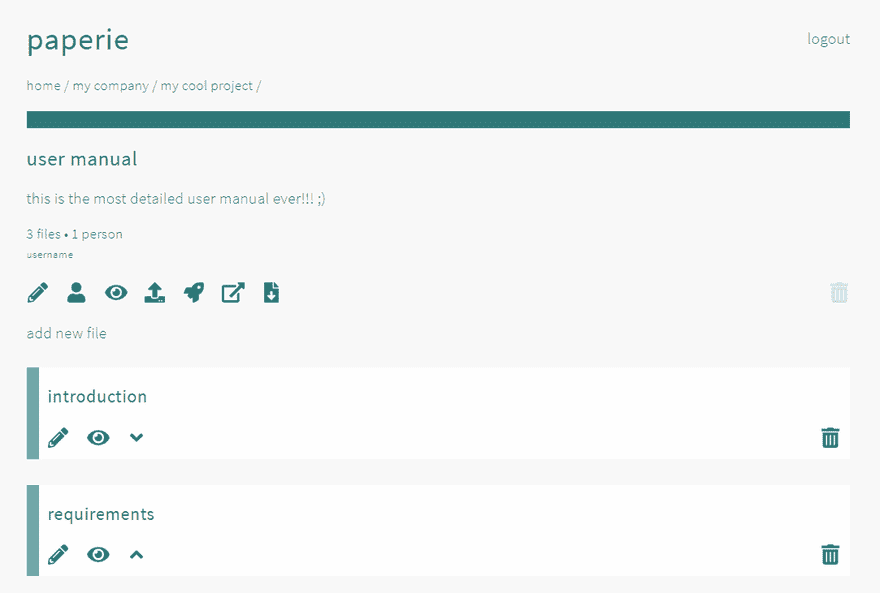 paperie
logout
home / my company / my cool project /
user manual
this is the most detailed user manual ever!!! ;)
3 files • 1 person
username
add new file
introduction
requirements